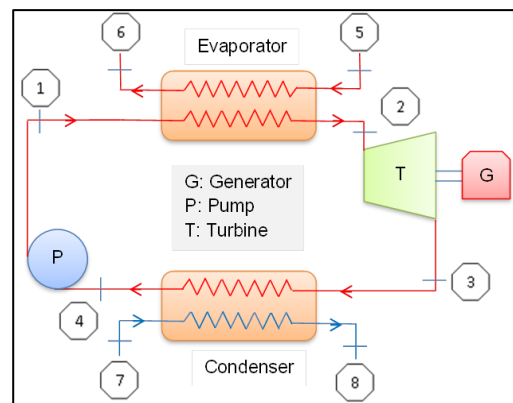 6
5
Evaporator
1
2
G: Generator
P: Pump
T: Turbine
T
G
P
3
4
7
Condenser
8